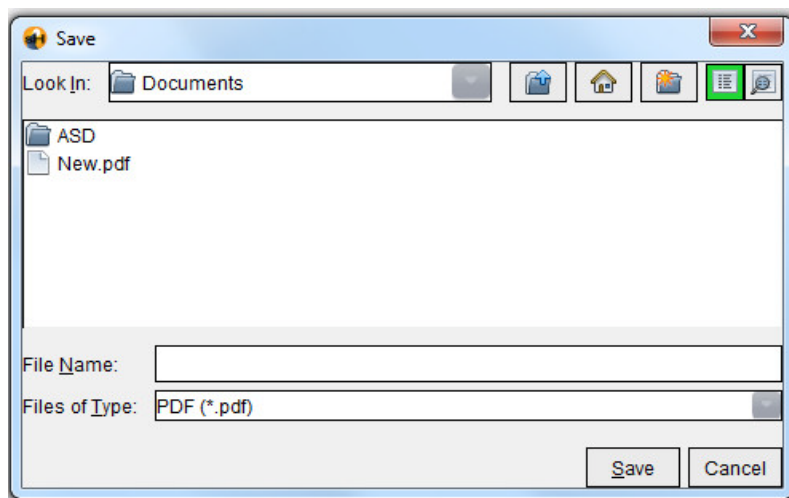 Save
Look In: Documents
ASD
New.pdf
File Name:
Files of Type: PDF (*.pdf)
Save Cancel